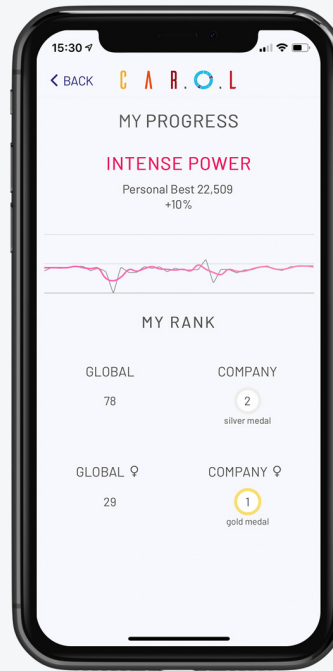 15:30
BACK
C A R.O.L
MY PROGRESS
INTENSE POWER
Personal Best 22,509
+10%
MY RANK
GLOBAL
COMPANY
78
2
silver medal
GLOBAL ♀
COMPANY ♀
29
1
gold medal